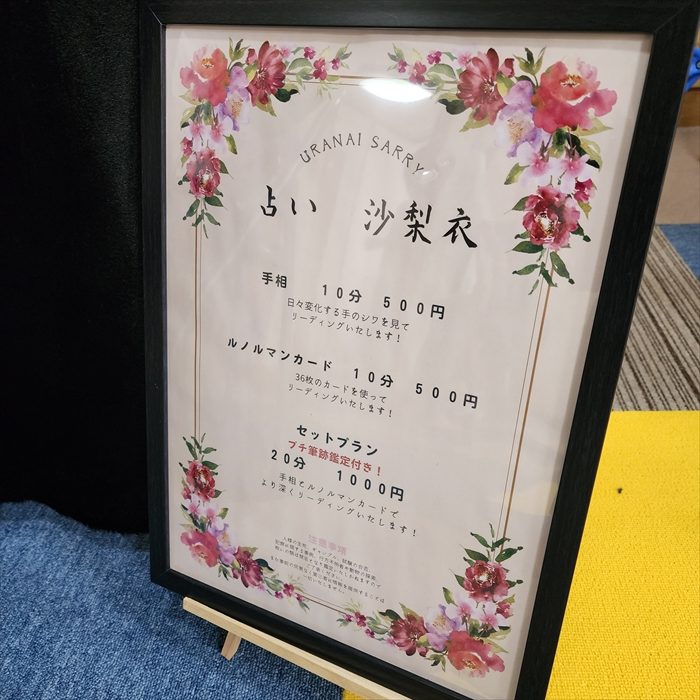 URANAI SARRY
占い 沙梨衣
手相 10分 500円
日々変化する手のシワを見て
リーディングいたします!
ルノルマンカード 10分 500円
36枚のカードを使って
リーディングいたします!
セットプラン
プチ筆跡鑑定付き!
20分 1000円
手相とルノルマンカードで
より深くリーディングいたします!
注意事項